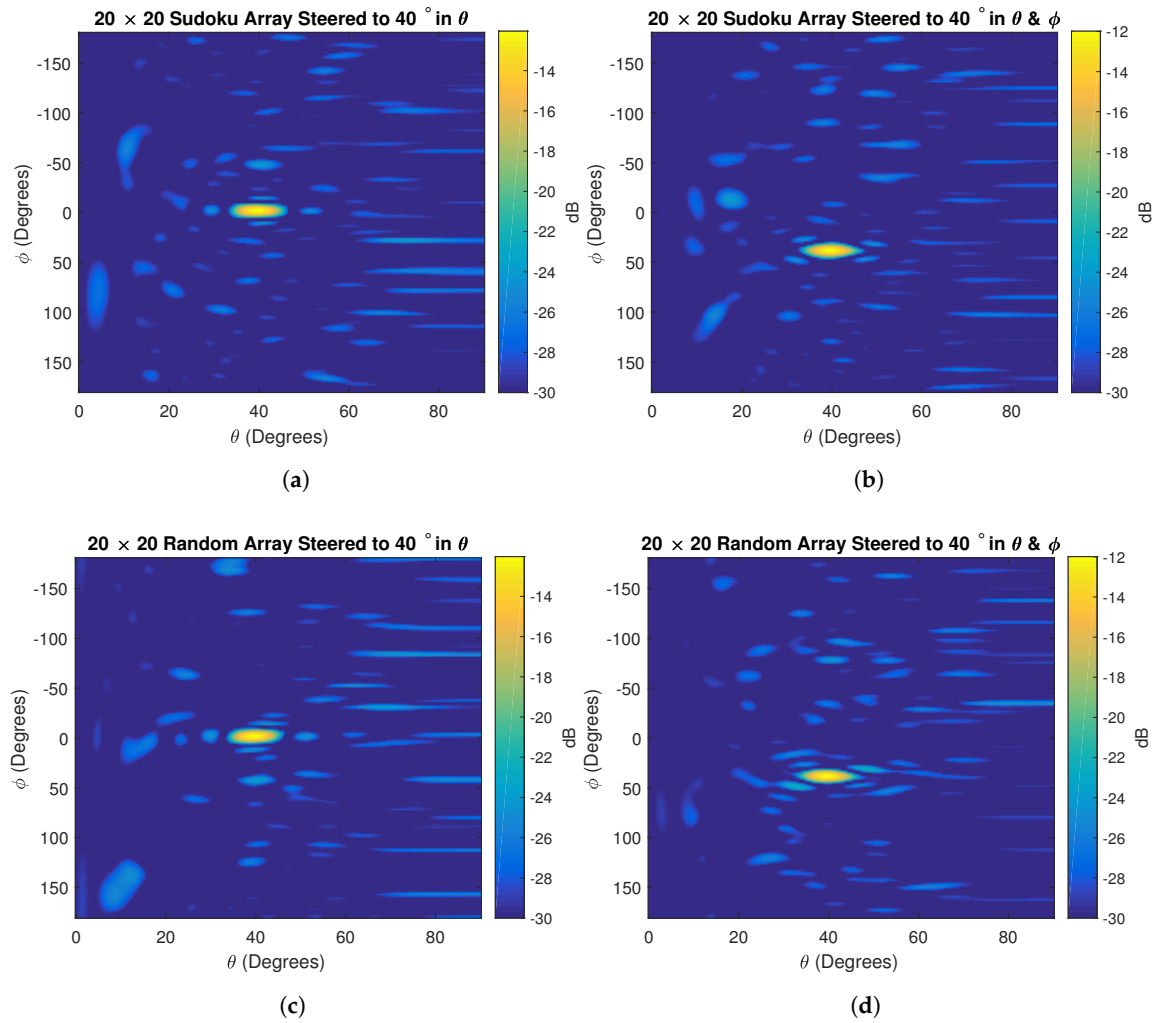 20 × 20 Sudoku Array Steered to 40 ° in θ
-150
-100
-50
0
50
100
150
ϕ (Degrees)
0 20 40 60 80
θ (Degrees)
-14
-16
-18
-20
-22
-24
-26
-28
-30
dB
(a)
20 × 20 Sudoku Array Steered to 40 ° in θ & ϕ
-150
-100
-50
0
50
100
150
ϕ (Degrees)
0 20 40 60 80
θ (Degrees)
-12
-14
-16
-18
-20
-22
-24
-26
-28
-30
dB
(b)
20 × 20 Random Array Steered to 40 ° in θ
-150
-100
-50
0
50
100
150
ϕ (Degrees)
0 20 40 60 80
θ (Degrees)
-14
-16
-18
-20
-22
-24
-26
-28
-30
dB
(c)
20 × 20 Random Array Steered to 40 ° in θ & ϕ
-150
-100
-50
0
50
100
150
ϕ (Degrees)
0 20 40 60 80
θ (Degrees)
-12
-14
-16
-18
-20
-22
-24
-26
-28
-30
dB
(d)